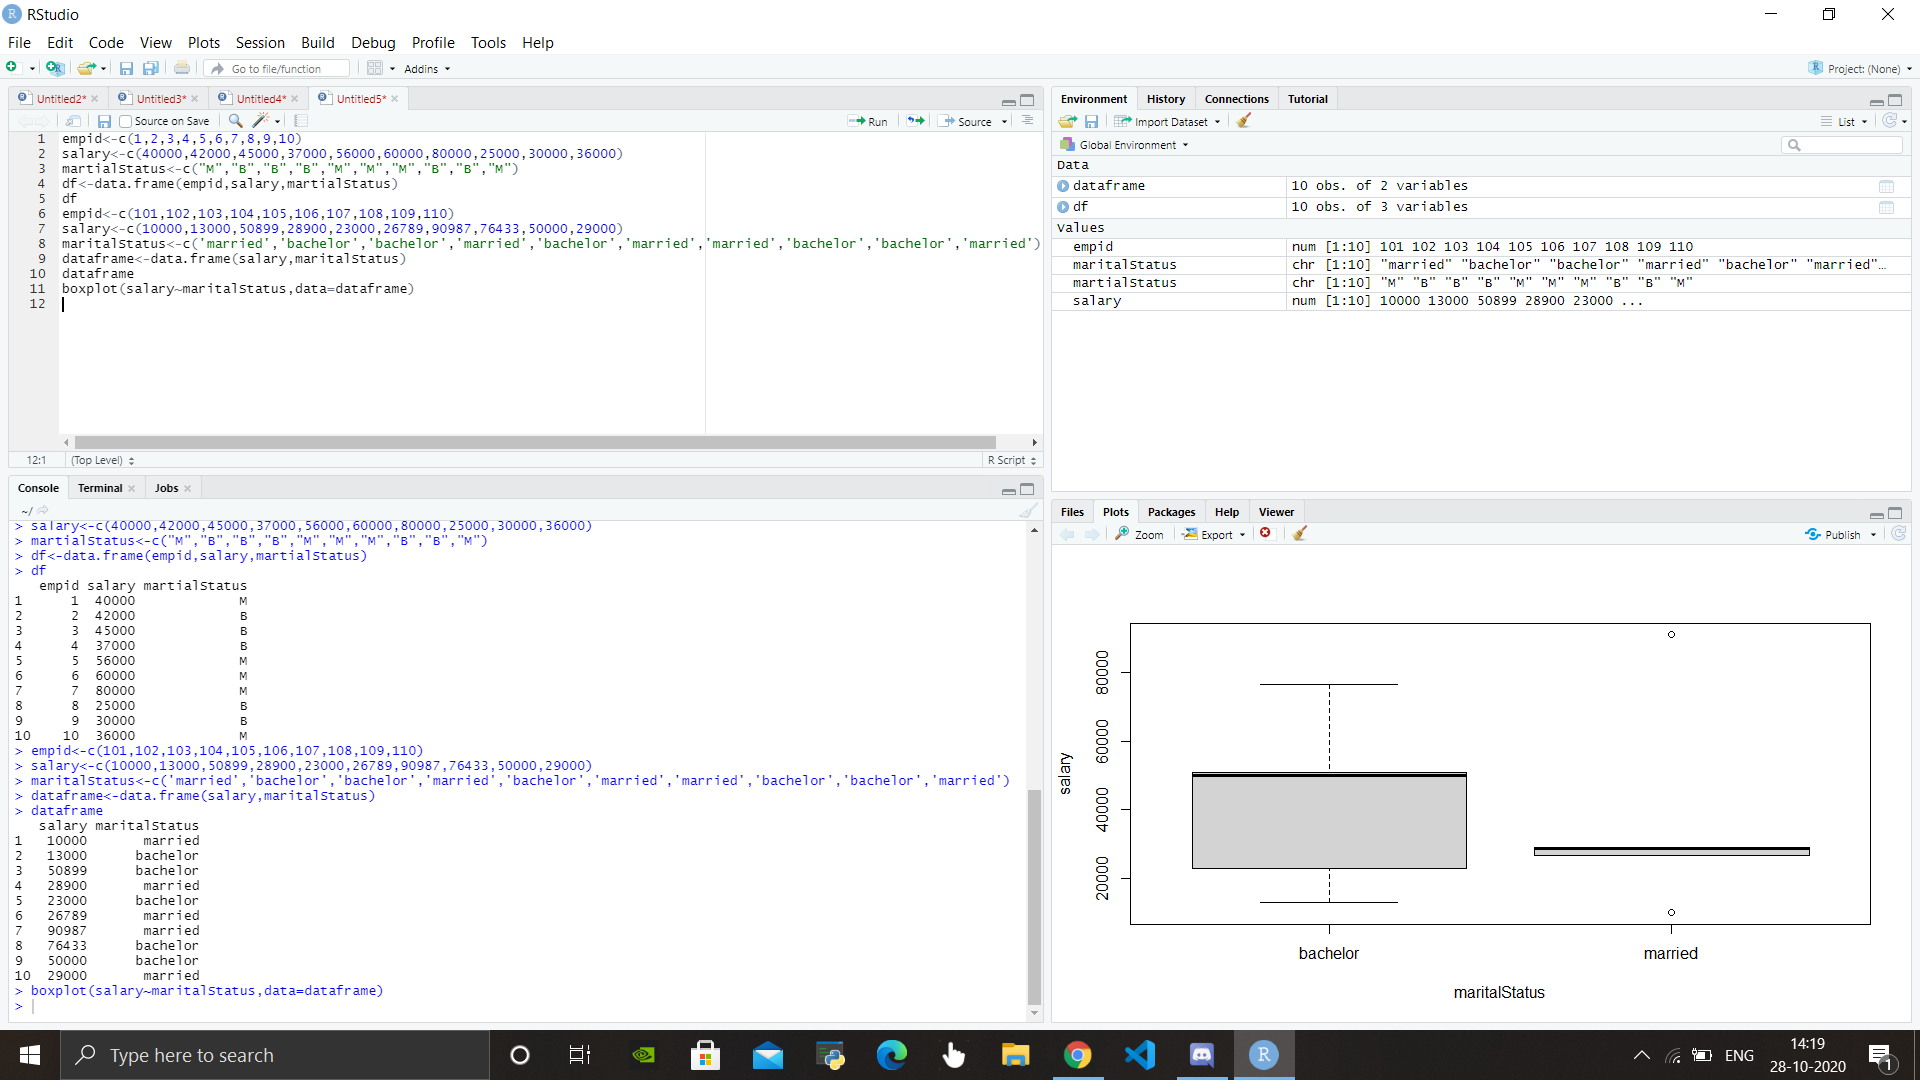 RStudio
File Edit Code View Plots Session Build Debug Profile Tools Help
Go to file/function Addins Project: (None)
Untitled2* Untitled3* Untitled4* Untitled5*
Source on Save Run Source
1 empid<-c(1,2,3,4,5,6,7,8,9,10)
2 salary<-c(40000,42000,45000,37000,56000,60000,80000,25000,30000,36000)
3 martialStatus<-c("M","B","B","B","M","M","M","B","B","M")
4 df<-data.frame(empid,salary,martialStatus)
5 df
6 empid<-c(101,102,103,104,105,106,107,108,109,110)
7 salary<-c(10000,13000,50899,28900,23000,26789,90987,76433,50000,29000)
8 maritalStatus<-c('married','bachelor','bachelor','married','bachelor','married','married','bachelor','bachelor','married')
9 dataframe<-data.frame(salary,maritalStatus)
10 dataframe
11 boxplot(salary~maritalStatus,data=dataframe)
12
12:1 (Top Level) R Script
Console Terminal Jobs
~/
> salary<-c(40000,42000,45000,37000,56000,60000,80000,25000,30000,36000)
> martialStatus<-c("M","B","B","B","M","M","M","B","B","M")
> df<-data.frame(empid,salary,martialStatus)
> df
empid salary martialStatus
1 1 40000 M
2 2 42000 B
3 3 45000 B
4 4 37000 B
5 5 56000 M
6 6 60000 M
7 7 80000 M
8 8 25000 B
9 9 30000 B
10 10 36000 M
> empid<-c(101,102,103,104,105,106,107,108,109,110)
> salary<-c(10000,13000,50899,28900,23000,26789,90987,76433,50000,29000)
> maritalStatus<-c('married','bachelor','bachelor','married','bachelor','married','married','bachelor','bachelor','married')
> dataframe<-data.frame(salary,maritalStatus)
> dataframe
salary maritalStatus
1 10000 married
2 13000 bachelor
3 50899 bachelor
4 28900 married
5 23000 bachelor
6 26789 married
7 90987 married
8 76433 bachelor
9 50000 bachelor
10 29000 married
> boxplot(salary~maritalStatus,data=dataframe)
>
Environment History Connections Tutorial
Import Dataset List
Global Environment
Data
dataframe 10 obs. of 2 variables
df 10 obs. of 3 variables
Values
empid num [1:10] 101 102 103 104 105 106 107 108 109 110
maritalStatus chr [1:10] "married" "bachelor" "bachelor" "married" "bachelor" "married"…
martialStatus chr [1:10] "M" "B" "B" "B" "M" "M" "M" "B" "B" "M"
salary num [1:10] 10000 13000 50899 28900 23000 ...
Files Plots Packages Help Viewer
Zoom Export Publish
80000
60000
40000
20000
salary
bachelor married
maritalStatus
Type here to search
ENG
14:19
28-10-2020
1